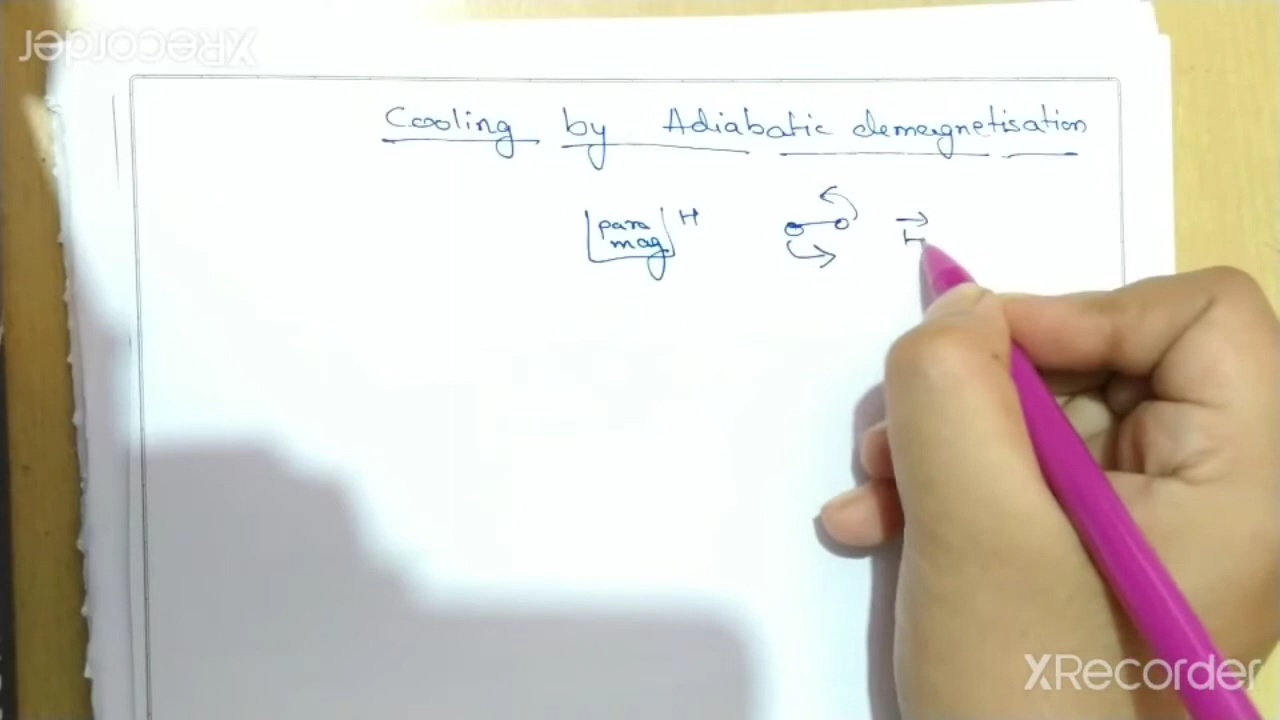 XRecorder
Cooling by Adiabatic demagnetisation
para H
mag
H
XRecorder